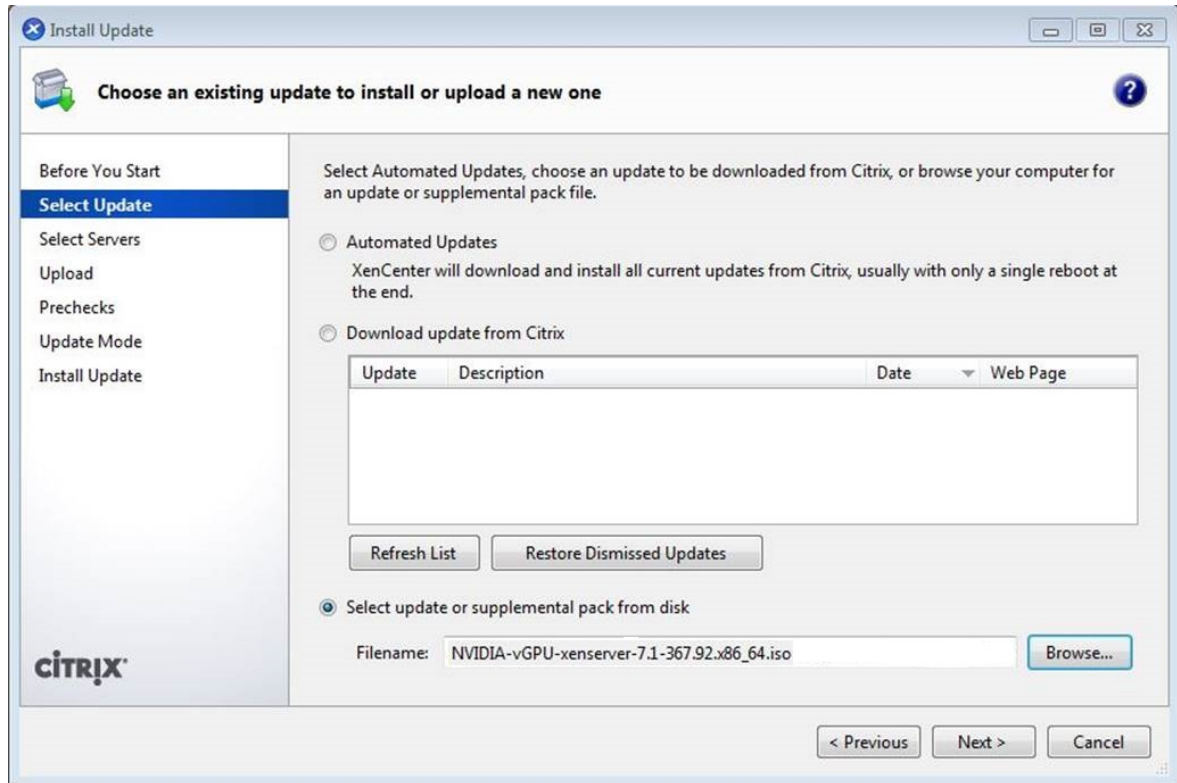 Install Update
Choose an existing update to install or upload a new one
?
Before You Start
Select Update
Select Servers
Upload
Prechecks
Update Mode
Install Update
CITRIX
Select Automated Updates, choose an update to be downloaded from Citrix, or browse your computer for
an update or supplemental pack file.
Automated Updates
XenCenter will download and install all current updates from Citrix, usually with only a single reboot at
the end.
Download update from Citrix
Update Description Date Web Page
Refresh List Restore Dismissed Updates
Select update or supplemental pack from disk
Filename: NVIDIA-vGPU-xenserver-7.1-367.92.x86_64.iso Browse...
< Previous Next > Cancel